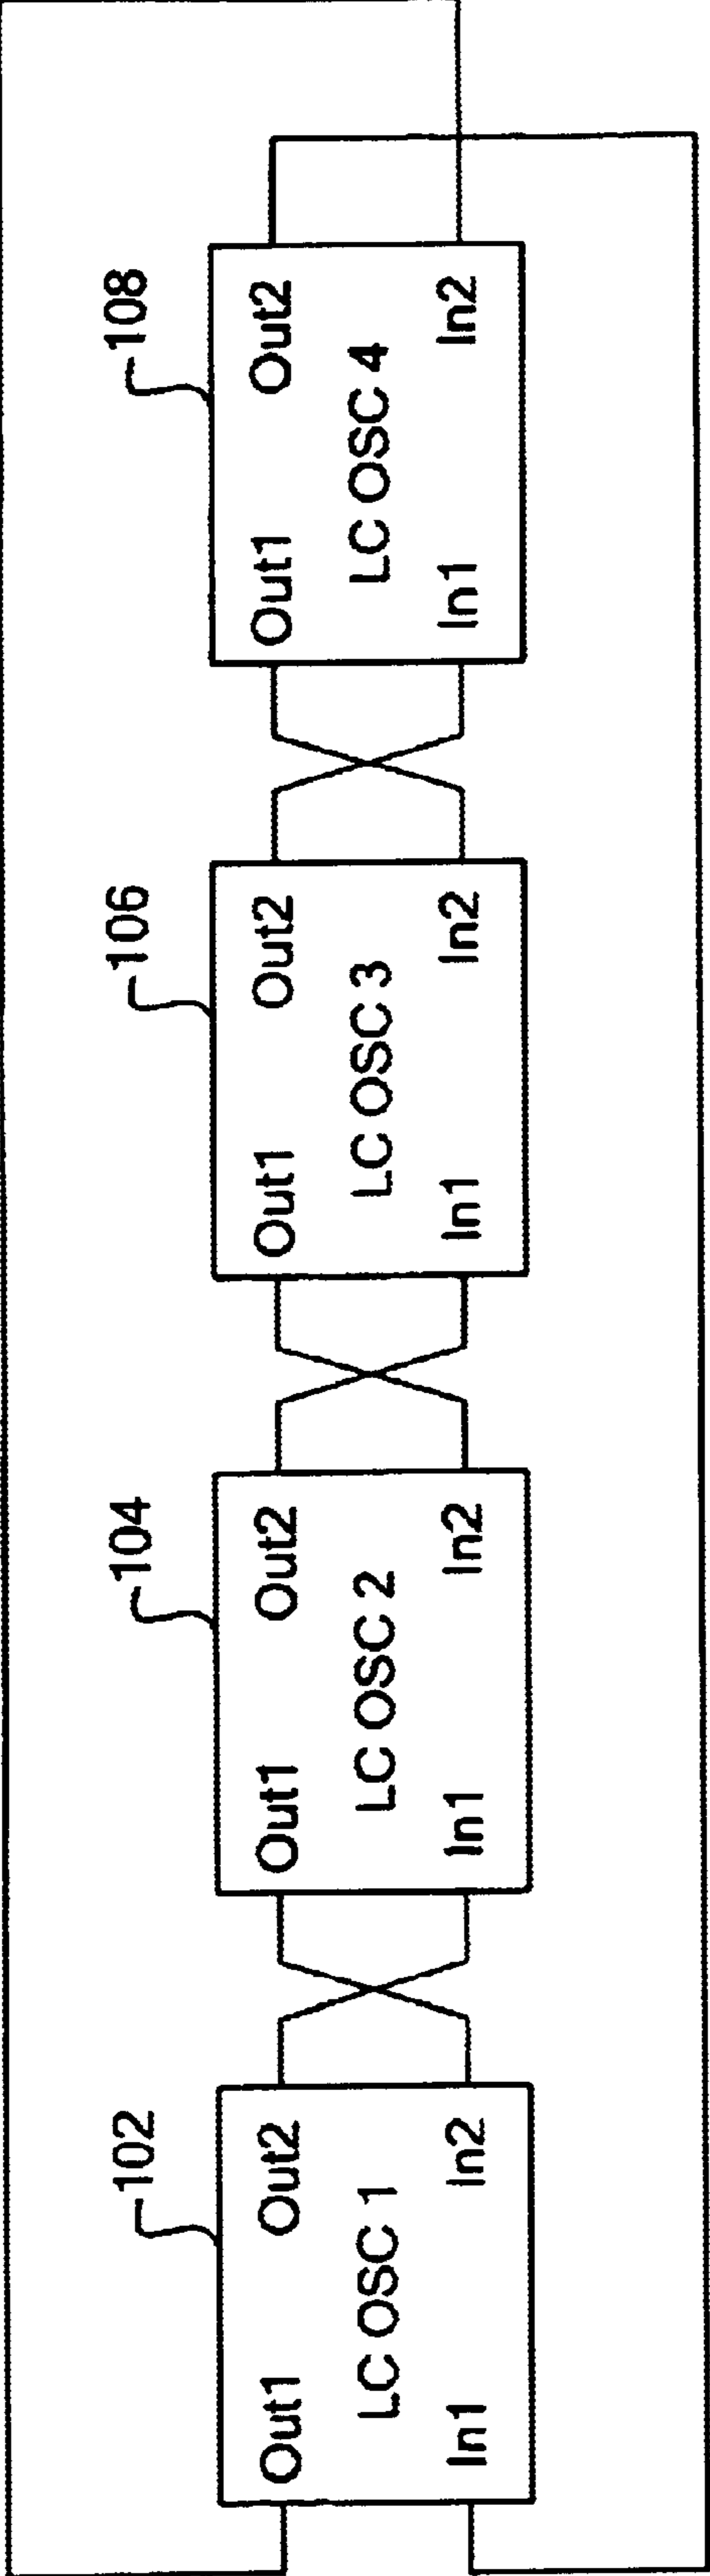 102
104
106
108
Out1 Out2
LC OSC 1
In1 In2
Out1 Out2
LC OSC 2
In1 In2
Out1 Out2
LC OSC 3
In1 In2
Out1 Out2
LC OSC 4
In1 In2